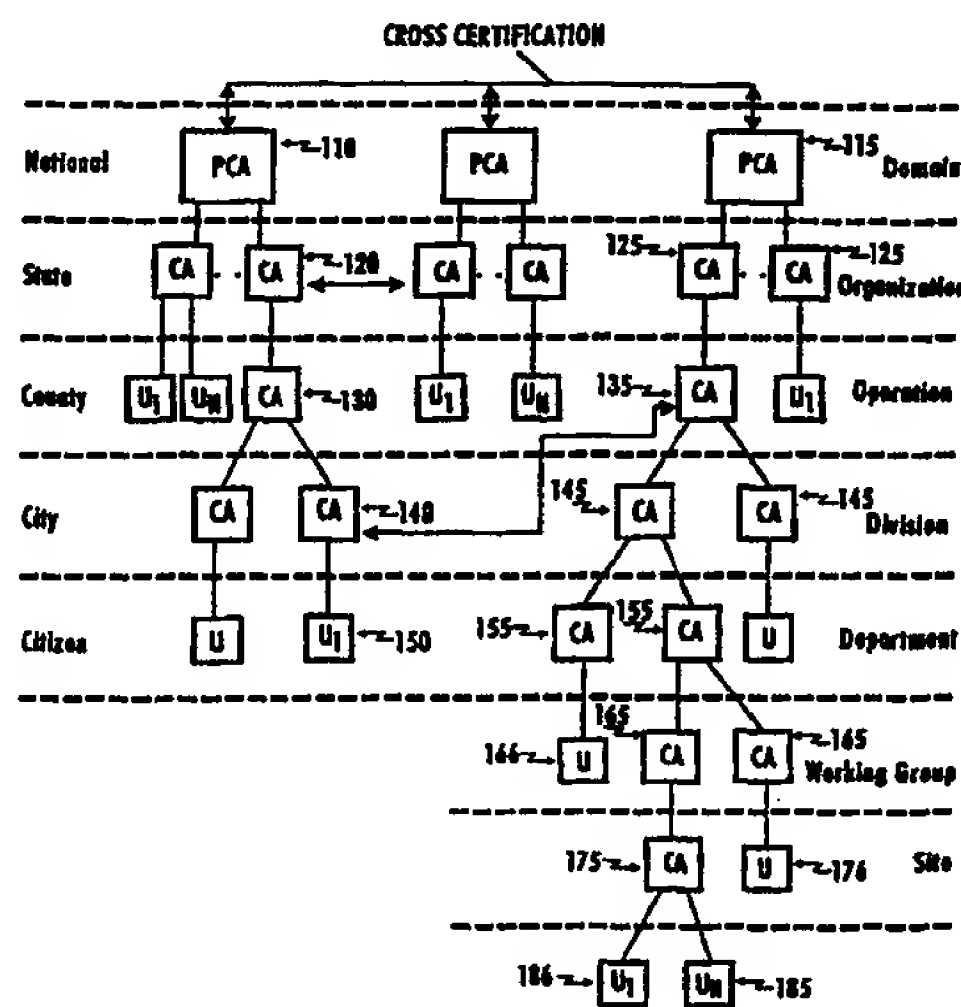 CROSS CERTIFICATION
National PCA 110 PCA PCA 115 Domain
State CA CA 120 CA CA 125 CA CA 125 Organization
County U1 UN CA 130 U1 UN 135 CA U1 Operation
City CA CA 140 145 CA CA 145 Division
Citizen U U1 150 155 CA 155 CA U Department
166 U 165 CA CA 165 Working Group
175 CA U 176 Site
186 U1 UN 185